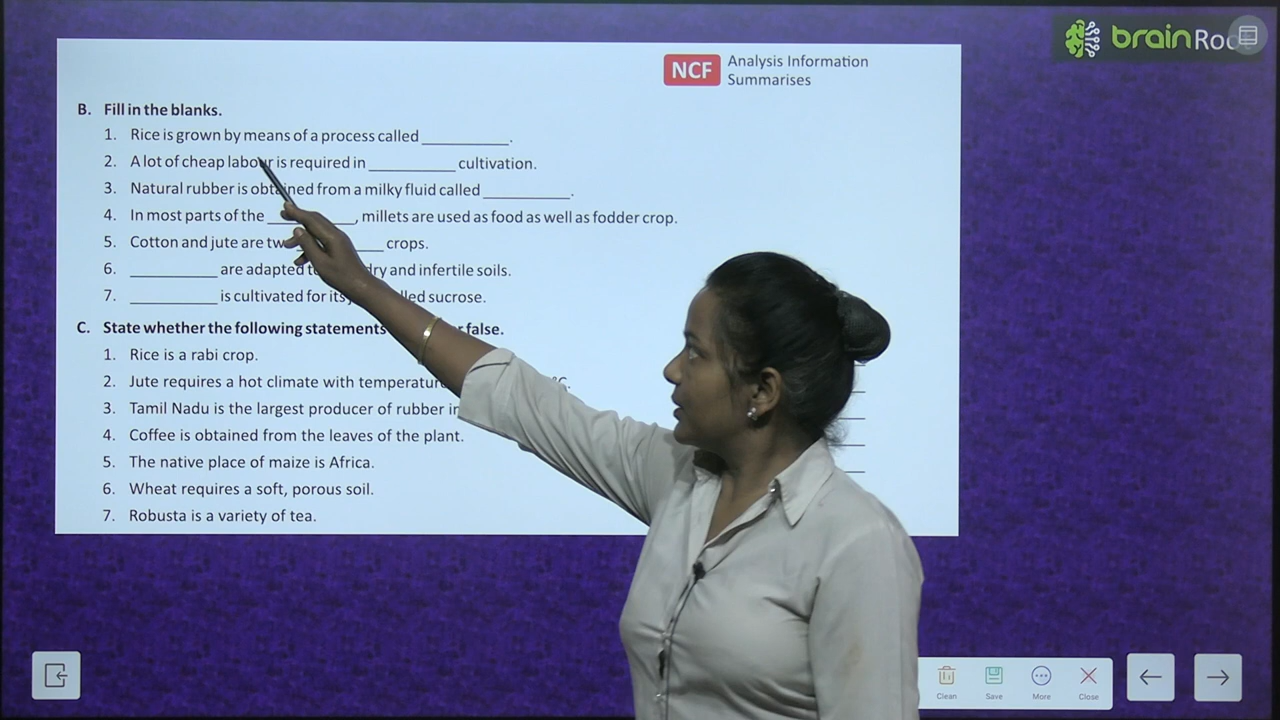 brainRoo
NCF Analysis Information
Summarises
B. Fill in the blanks.
1. Rice is grown by means of a process called __________.
2. A lot of cheap labour is required in __________ cultivation.
3. Natural rubber is obtained from a milky fluid called __________.
4. In most parts of the __________, millets are used as food as well as fodder crop.
5. Cotton and jute are two __________ crops.
6. __________ are adapted to dry and infertile soils.
7. __________ is cultivated for its sucrose.
C. State whether the following statements false.
1. Rice is a rabi crop.
2. Jute requires a hot climate with °C.
3. Tamil Nadu is the largest producer of rubber
4. Coffee is obtained from the leaves of the plant.
5. The native place of maize is Africa.
6. Wheat requires a soft, porous soil.
7. Robusta is a variety of tea.
Clean Save More Close